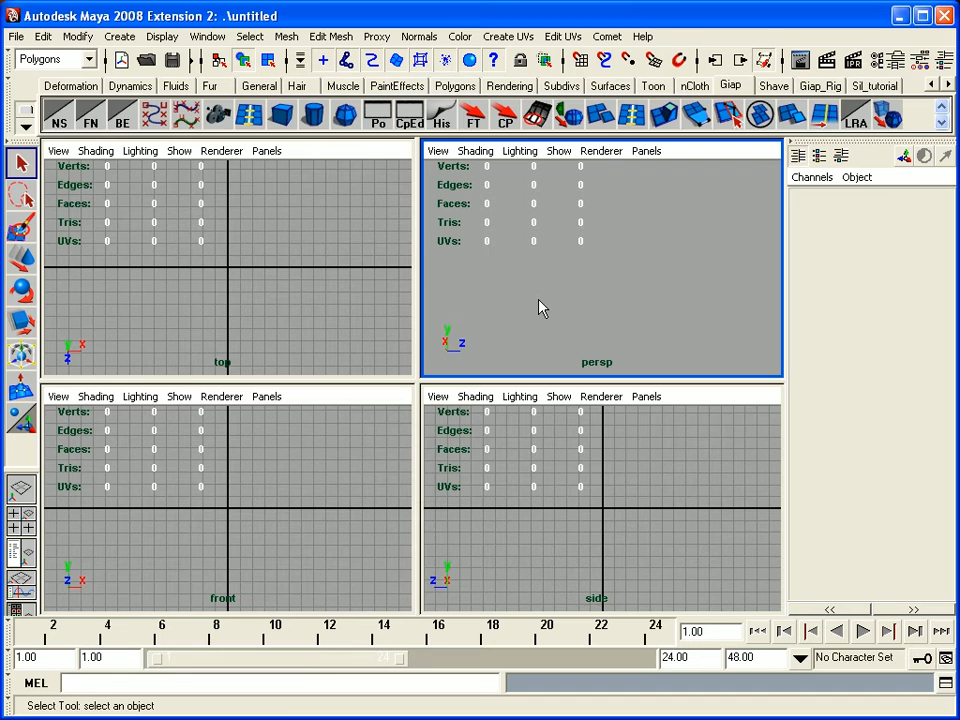 Autodesk Maya 2008 Extension 2: .\untitled
File Edit Modify Create Display Window Select Mesh Edit Mesh Proxy Normals Color Create UVs Edit UVs Comet Help
Polygons
Deformation Dynamics Fluids Fur General Hair Muscle PaintEffects Polygons Rendering Subdivs Surfaces Toon nCloth Giap Shave Giap_Rig Sil_tutorial
NS FN BE Po CpEd His FT CP LRA
View Shading Lighting Show Renderer Panels
Verts: 0 0 0
Edges: 0 0 0
Faces: 0 0 0
Tris: 0 0 0
UVs: 0 0 0
y x
z
top
View Shading Lighting Show Renderer Panels
Verts: 0 0 0
Edges: 0 0 0
Faces: 0 0 0
Tris: 0 0 0
UVs: 0 0 0
y
x z
persp
Channels Object
View Shading Lighting Show Renderer Panels
Verts: 0 0 0
Edges: 0 0 0
Faces: 0 0 0
Tris: 0 0 0
UVs: 0 0 0
y
z x
front
View Shading Lighting Show Renderer Panels
Verts: 0 0 0
Edges: 0 0 0
Faces: 0 0 0
Tris: 0 0 0
UVs: 0 0 0
y
z x
side
<< >>
2 4 6 8 10 12 14 16 18 20 22 24 1.00
1.00 1.00 24 24.00 48.00 No Character Set
MEL
Select Tool: select an object